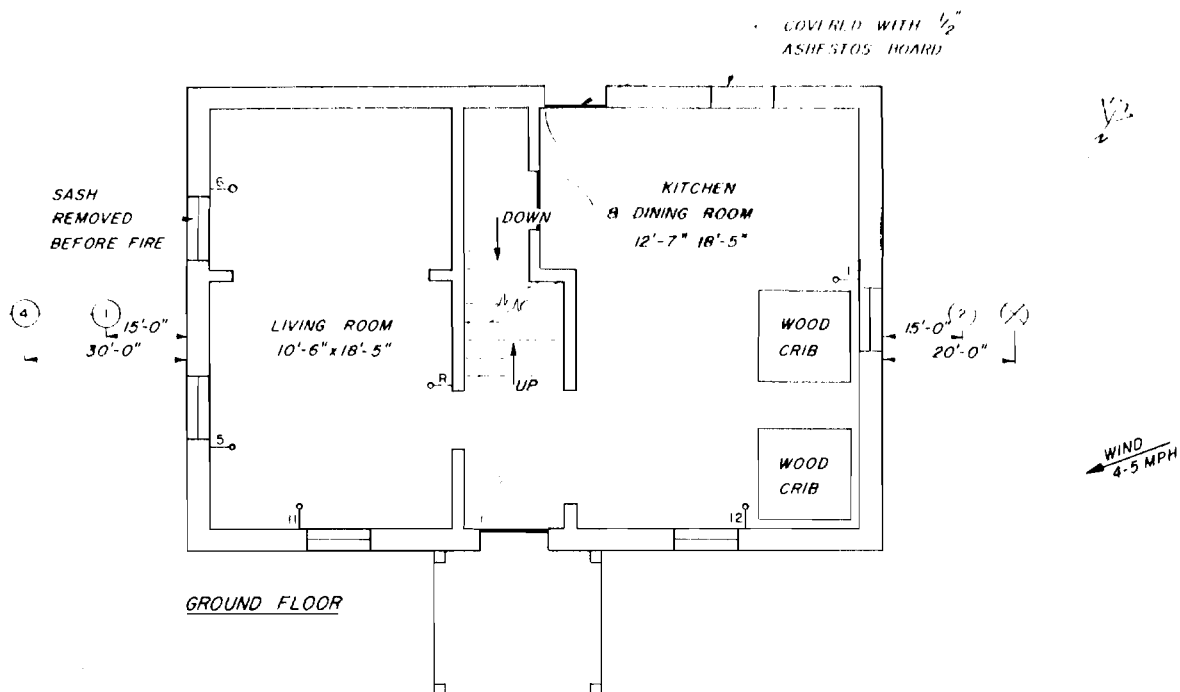 COVERED WITH 1/2"
ASBESTOS BOARD
6
SASH
REMOVED
BEFORE FIRE
DOWN
KITCHEN
& DINING ROOM
12'-7" 18'-5"
1
4
1
15'-0"
30'-0"
LIVING ROOM
10'-6" x 18'-5"
WOOD
CRIB
15'-0"
2
20'-0"
R
UP
5
WOOD
CRIB
WIND
4-5 MPH
11
12
GROUND FLOOR